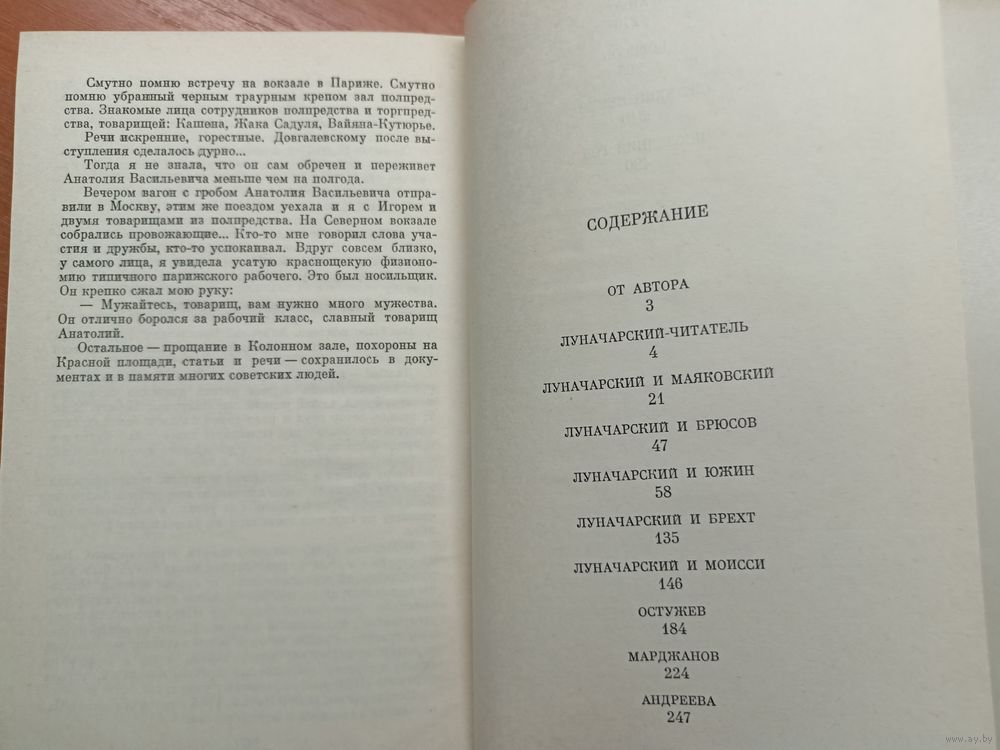 Смутно помню встречу на вокзале в Париже. Смутно
помню убранный черным траурным крепом зал полпред-
ства. Знакомые лица сотрудников полпредства и торгпред-
ства, товарищей: Кашена, Жака Садуля, Вайяна-Кутюрье.
Речи искренние, горестные. Довгалевскому после вы-
ступления сделалось дурно...
Тогда я не знала, что он сам обречен и переживет
Анатолия Васильевича меньше чем на полгода.
Вечером вагон с гробом Анатолия Васильевича отпра-
вили в Москву, этим же поездом уехала и я с Игорем и
двумя товарищами из полпредства. На Северном вокзале
собрались провожающие... Кто-то мне говорил слова уча-
стия и дружбы, кто-то успокаивал. Вдруг совсем близко,
у самого лица, я увидела усатую краснощекую физионо-
мию типичного парижского рабочего. Это был носильщик.
Он крепко сжал мою руку:
— Мужайтесь, товарищ, вам нужно много мужества.
Он отлично боролся за рабочий класс, славный товарищ
Анатолий.
Остальное — прощание в Колонном зале, похороны на
Красной площади, статьи и речи — сохранилось в доку-
ментах и в памяти многих советских людей.
СОДЕРЖАНИЕ
ОТ АВТОРА
3
ЛУНАЧАРСКИЙ-ЧИТАТЕЛЬ
4
ЛУНАЧАРСКИЙ И МАЯКОВСКИЙ
21
ЛУНАЧАРСКИЙ И БРЮСОВ
47
ЛУНАЧАРСКИЙ И ЮЖИН
58
ЛУНАЧАРСКИЙ И БРЕХТ
135
ЛУНАЧАРСКИЙ И МОИССИ
146
ОСТУЖЕВ
184
МАРДЖАНОВ
224
АНДРЕЕВА
247
www.ay.by